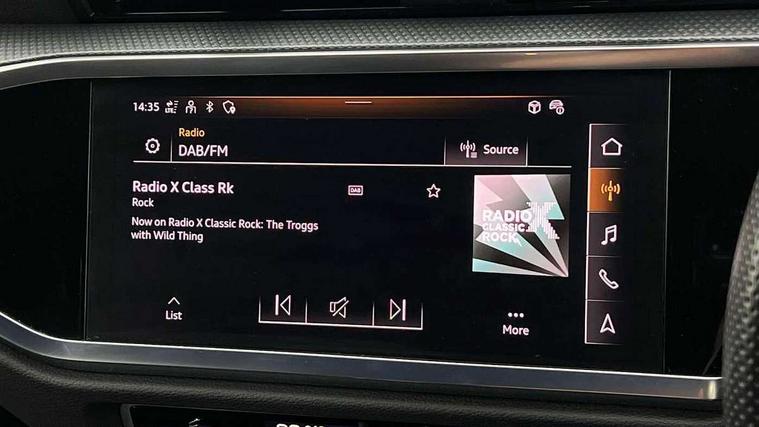 14:35
Radio
DAB/FM
Source
Radio X Class Rk
DAB
Rock
Now on Radio X Classic Rock: The Troggs
with Wild Thing
RADIO X
CLASSIC
ROCK
List
More